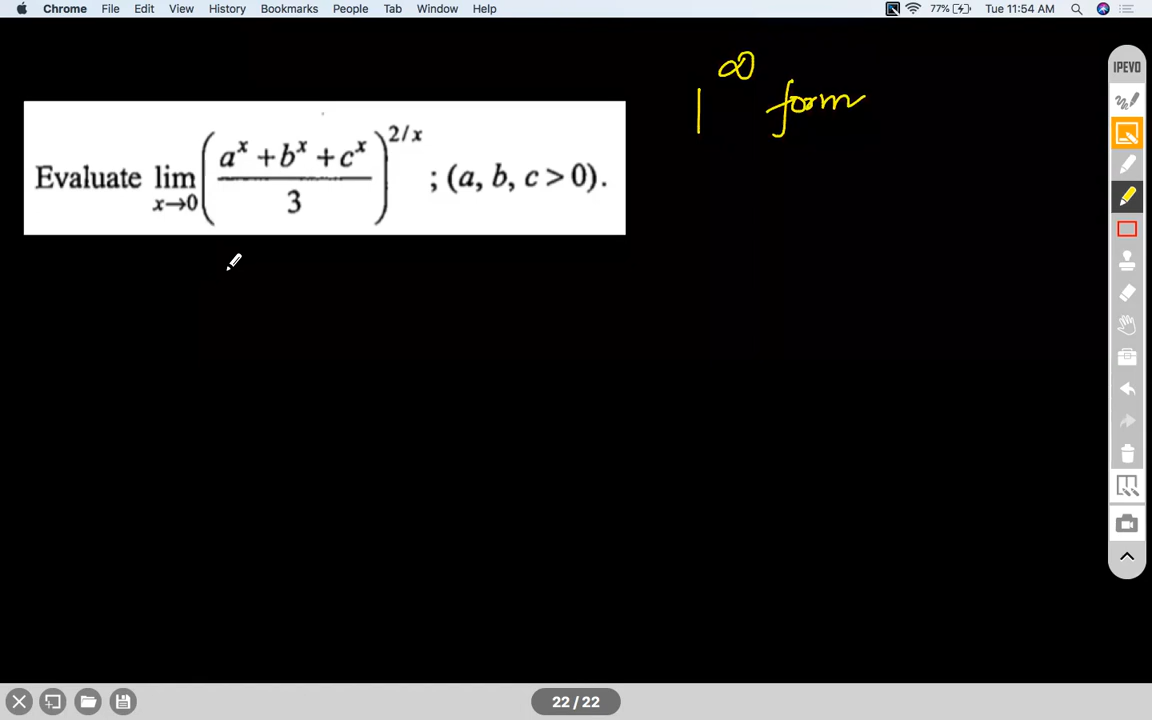 Chrome File Edit View History Bookmarks People Tab Window Help 77% Tue 11:54 AM
IPEVO
1^∞ form
Evaluate lim x→0 ( (a^x + b^x + c^x) / 3 )^{2/x} ; (a, b, c > 0).
22 / 22